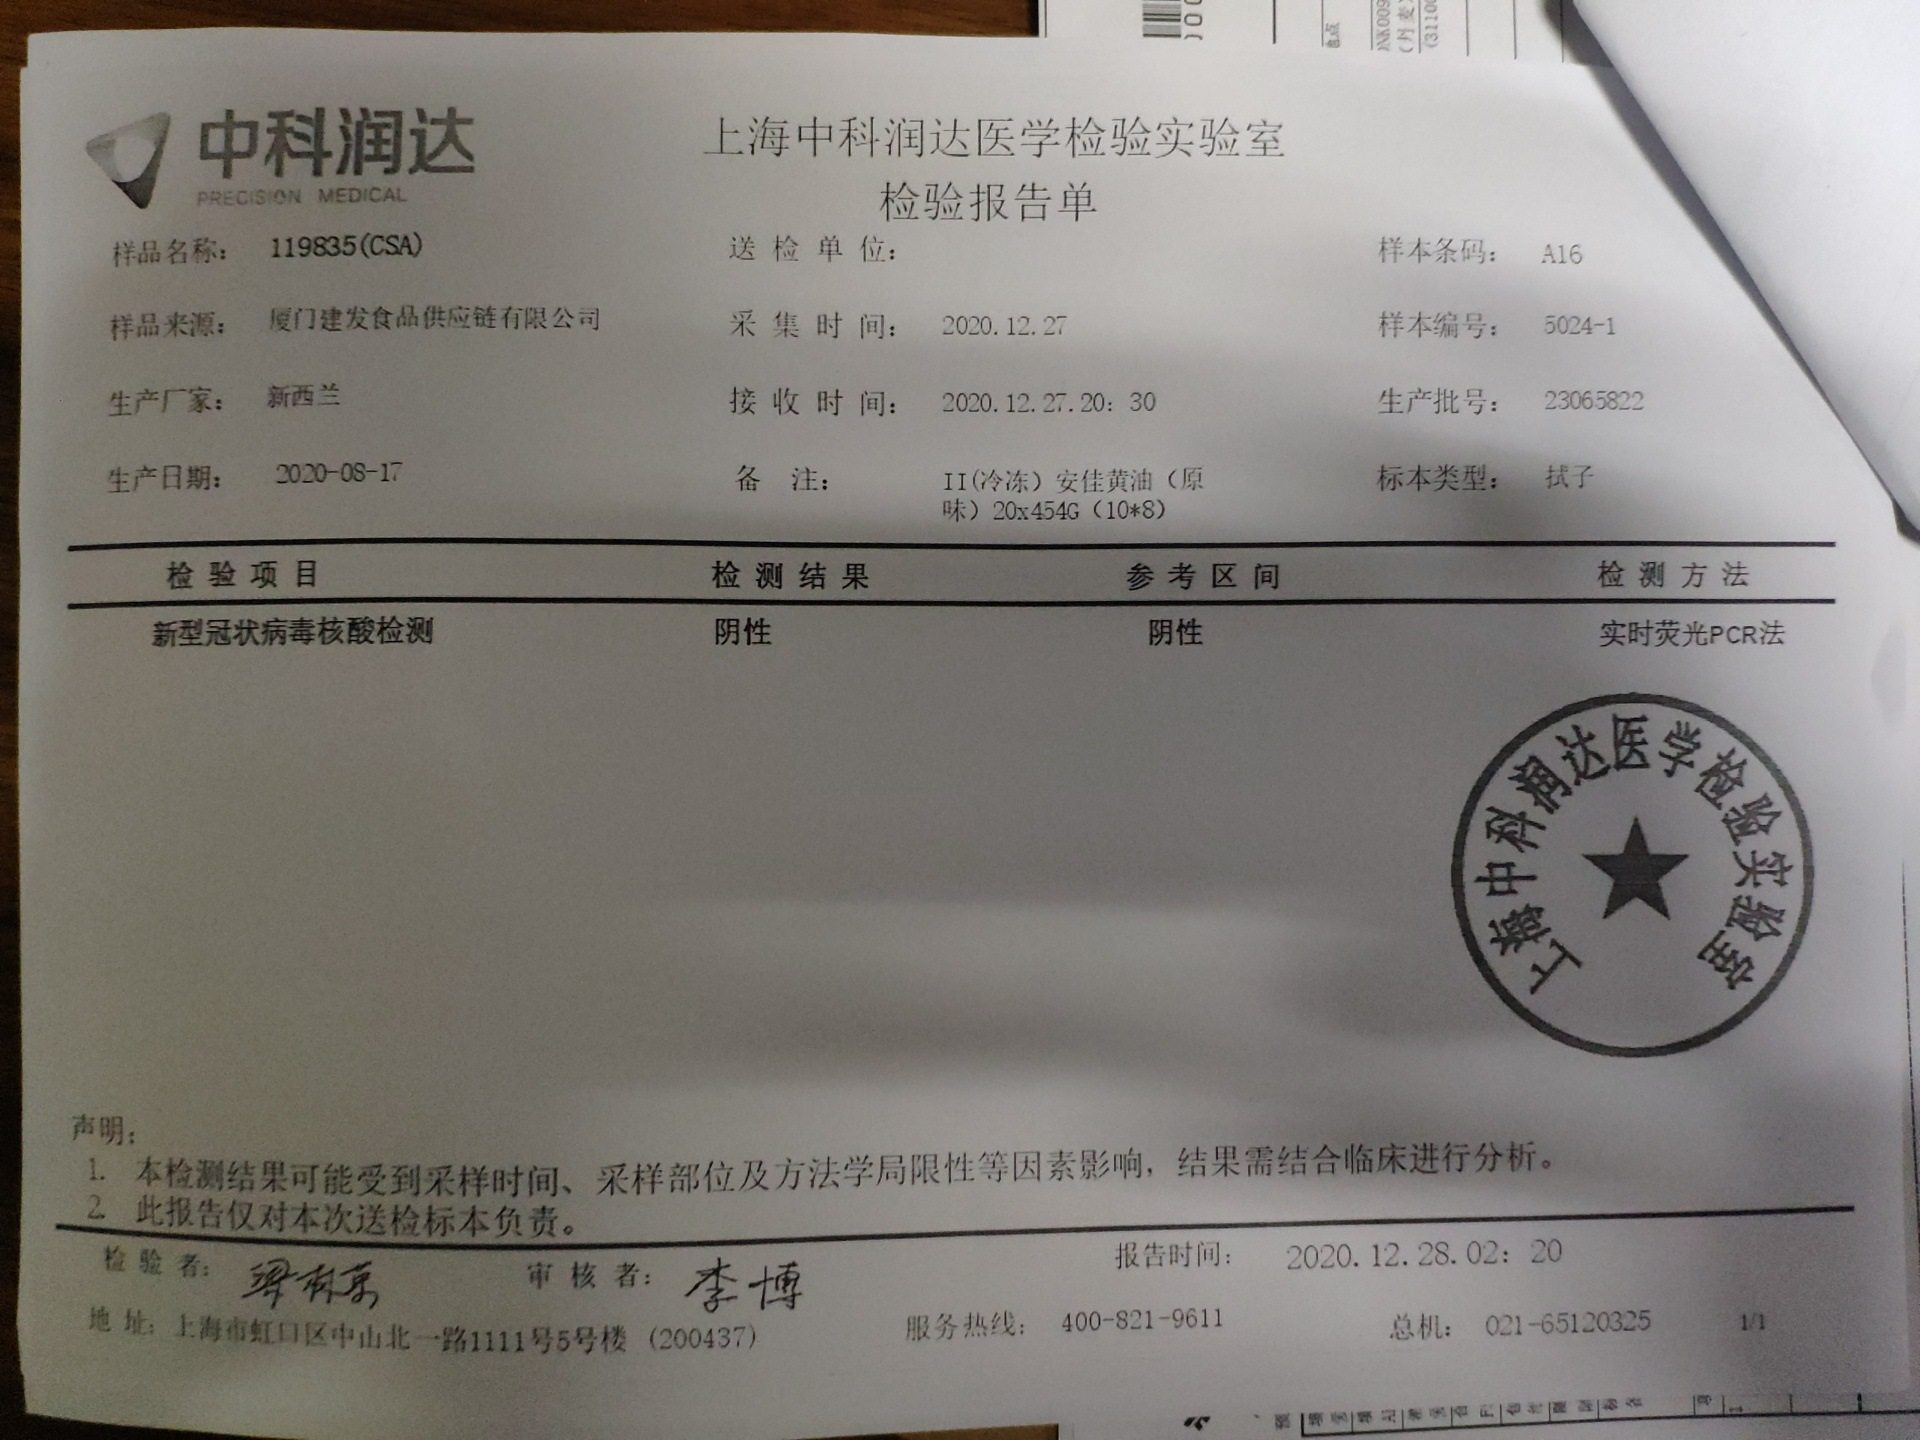 中科润达
PRECISION MEDICAL
上海中科润达医学检验实验室
检验报告单
样品名称： 119835(CSA) 送检单位： 样本条码： A16
样品来源： 厦门建发食品供应链有限公司 采集时间： 2020.12.27 样本编号： 5024-1
生产厂家： 新西兰 接收时间： 2020.12.27.20：30 生产批号： 23065822
生产日期： 2020-08-17 备 注： II(冷冻）安佳黄油（原 标本类型： 拭子
味）20x454G（10*8）
检验项目 检测结果 参考区间 检测方法
新型冠状病毒核酸检测 阴性 阴性 实时荧光PCR法
上海中科润达医学检验实验室
声明：
1. 本检测结果可能受到采样时间、采样部位及方法学局限性等因素影响，结果需结合临床进行分析。
2. 此报告仅对本次送检标本负责。
检验者： 审核者： 李博 报告时间： 2020.12.28.02：20
地址：上海市虹口区中山北一路1111号5号楼 (200437) 服务热线： 400-821-9611 总机： 021-65120325 1/1